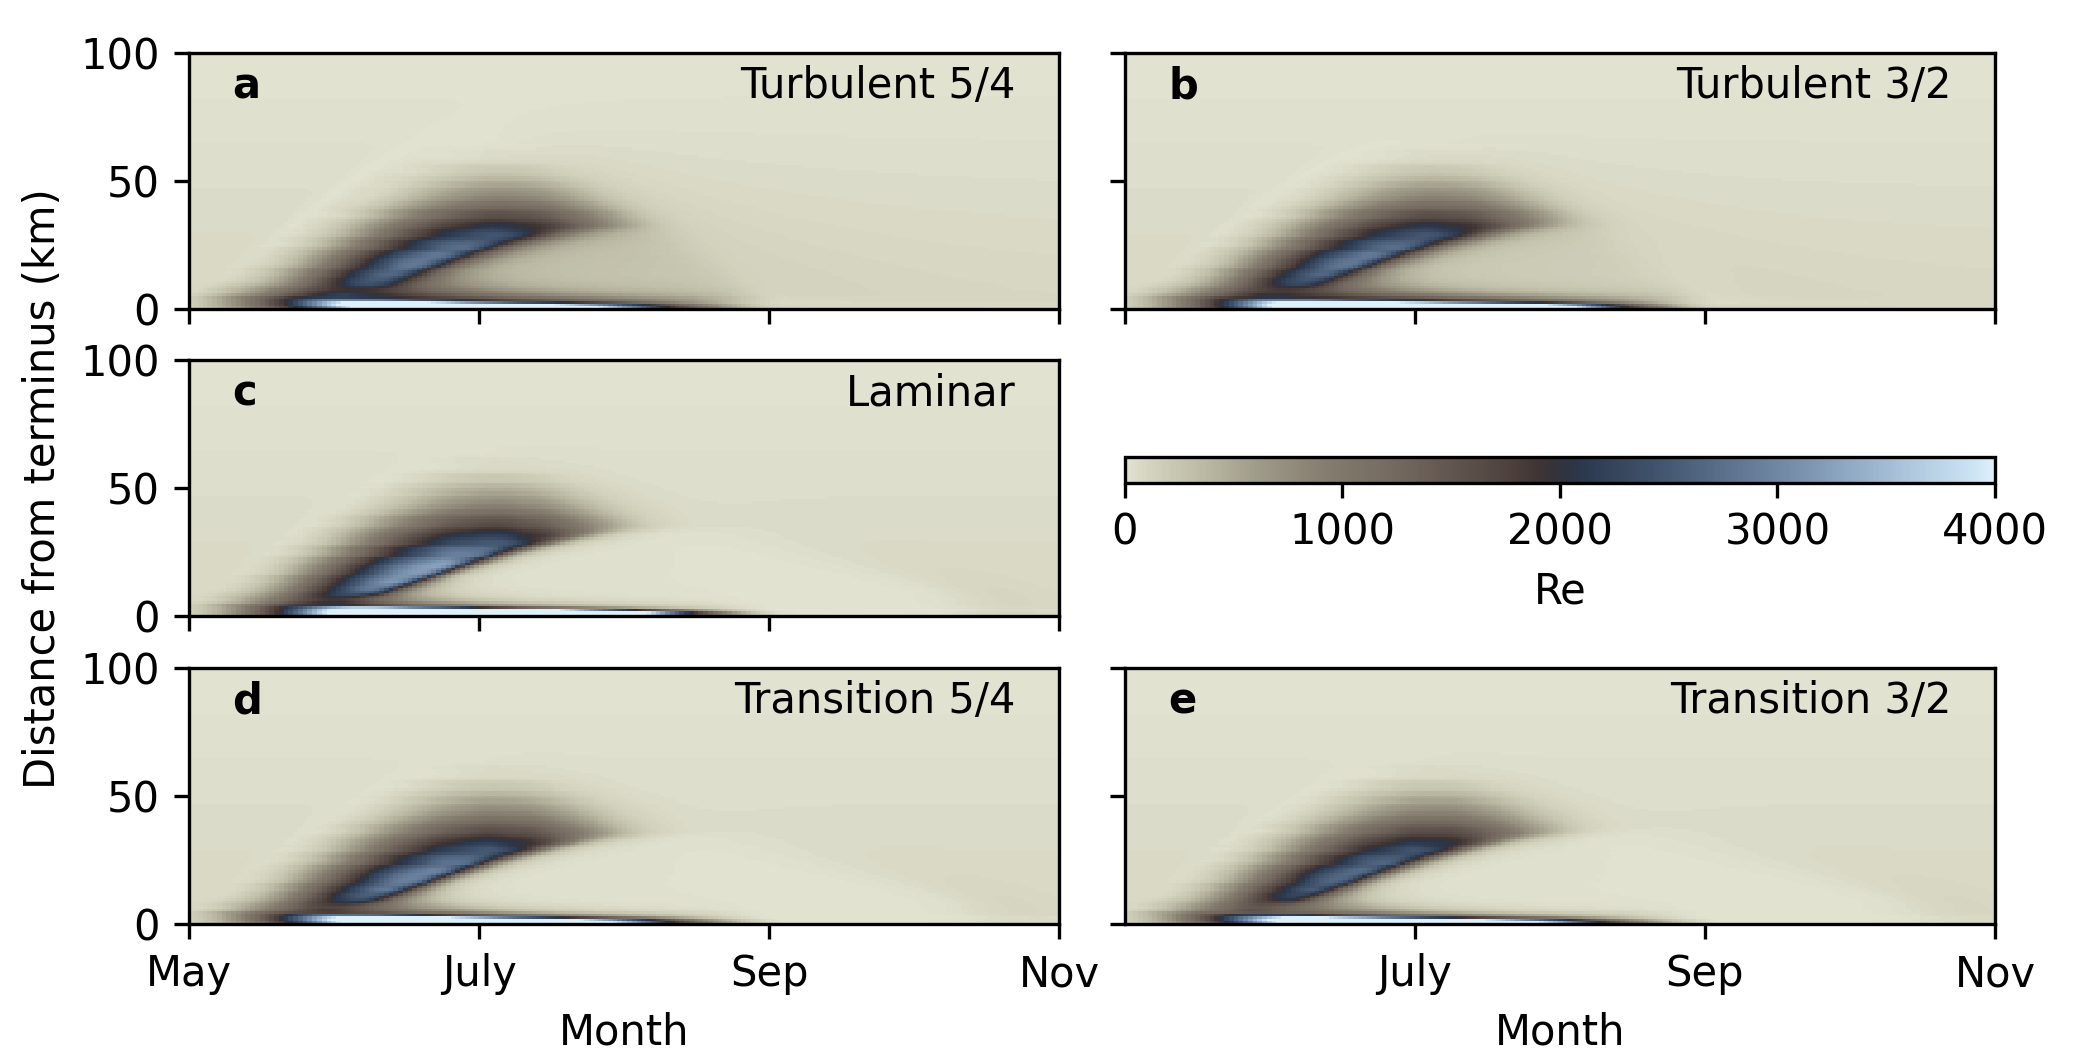 100
50
0
a
Turbulent 5/4
b
Turbulent 3/2
100
50
0
c
Laminar
0
1000
2000
3000
4000
Re
100
50
0
d
Transition 5/4
e
Transition 3/2
Distance from terminus (km)
May
July
Sep
Nov
July
Sep
Nov
Month
Month